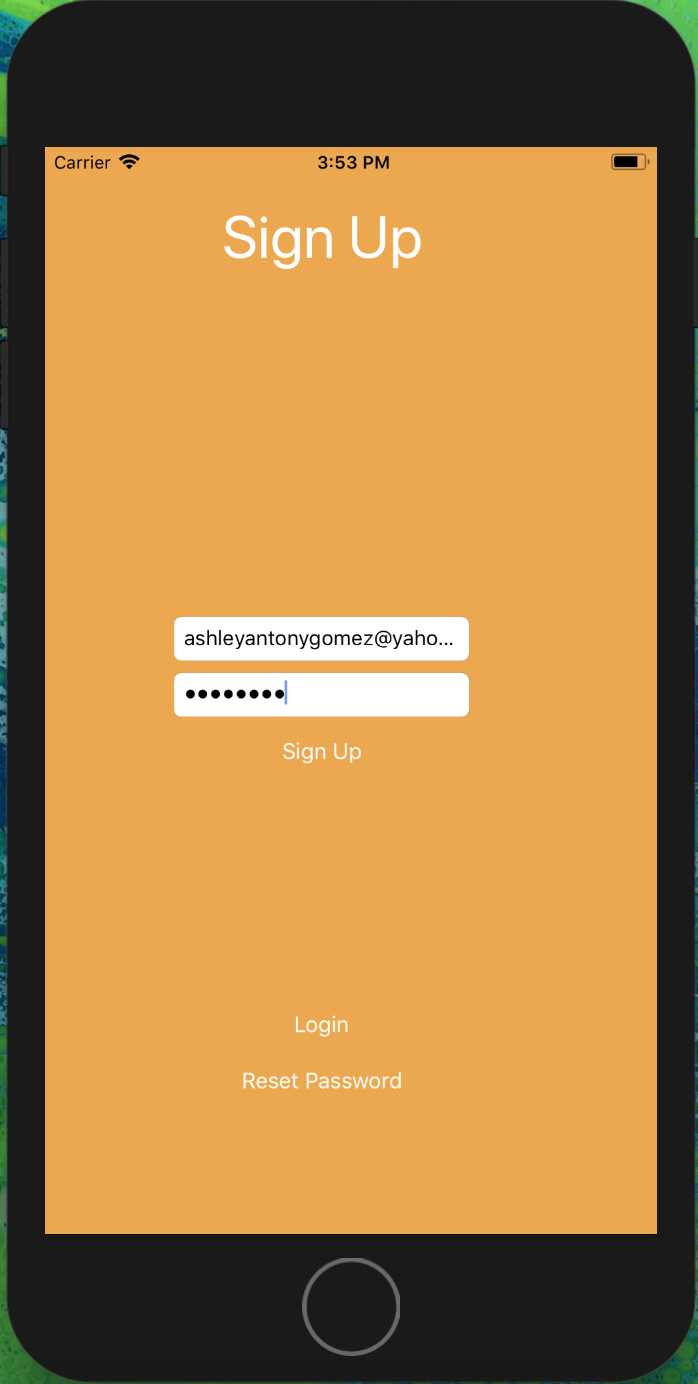 Carrier 3:53 PM
Sign Up
ashleyantonygomez@yaho...
••••••••
Sign Up
Login
Reset Password